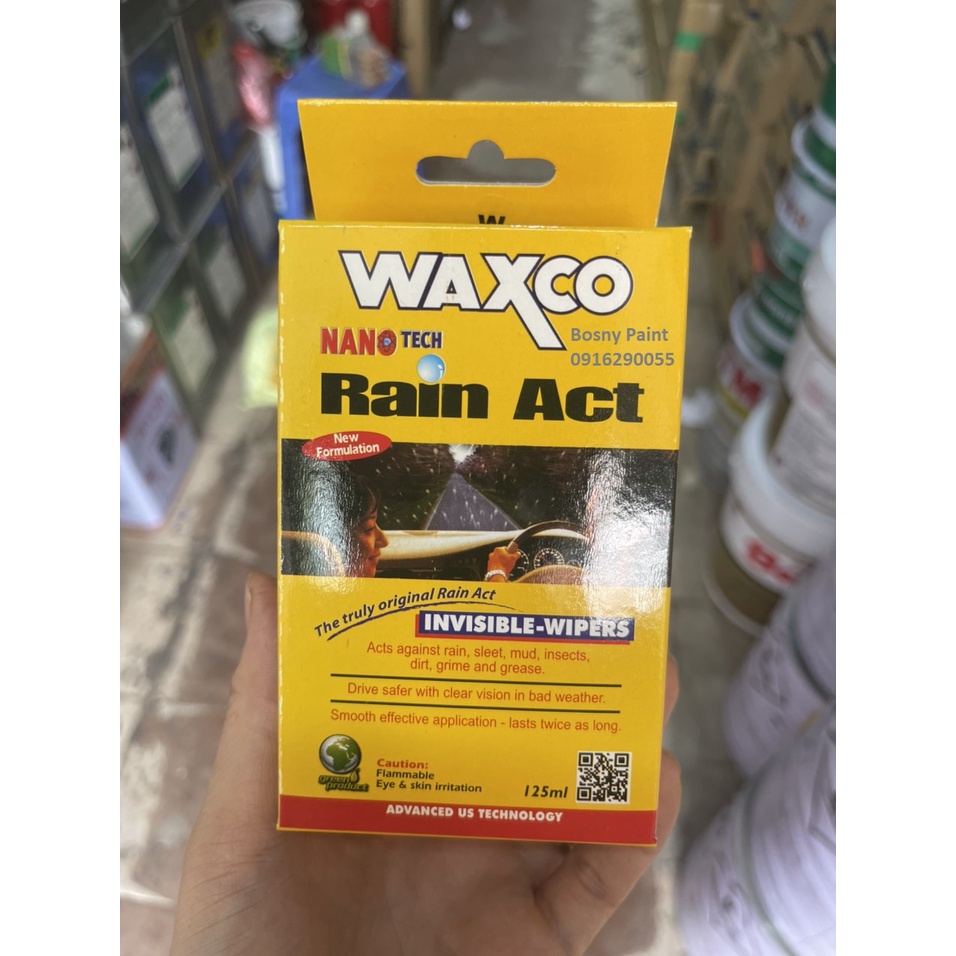 W
WAXCO
NANO TECH
Bosny Paint
0916290055
Rain Act
New
Formulation
The truly original Rain Act
INVISIBLE-WIPERS
Acts against rain, sleet, mud, insects,
dirt, grime and grease.
Drive safer with clear vision in bad weather.
Smooth effective application - lasts twice as long.
green
product
Caution:
Flammable
Eye & skin irritation
125ml
ADVANCED US TECHNOLOGY